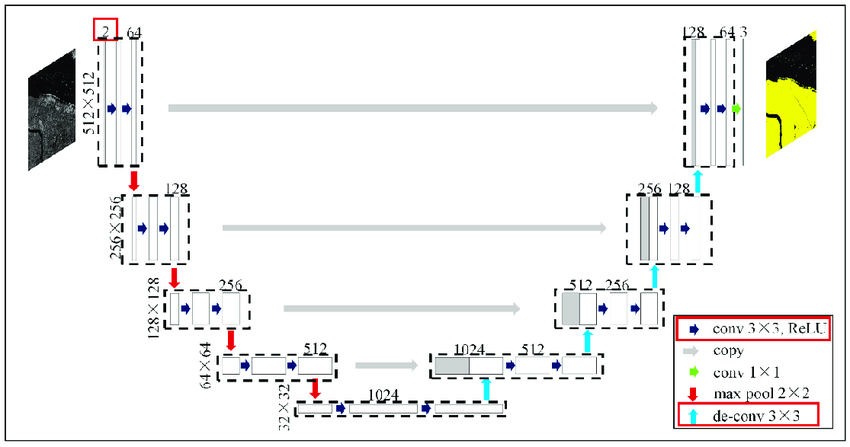 2 64
512×512
128 64 3
128
256×256
256 128
256
128×128
512 256
512
64×64
1024 512
1024
32×32
conv 3×3, ReLU
copy
conv 1×1
max pool 2×2
de-conv 3×3